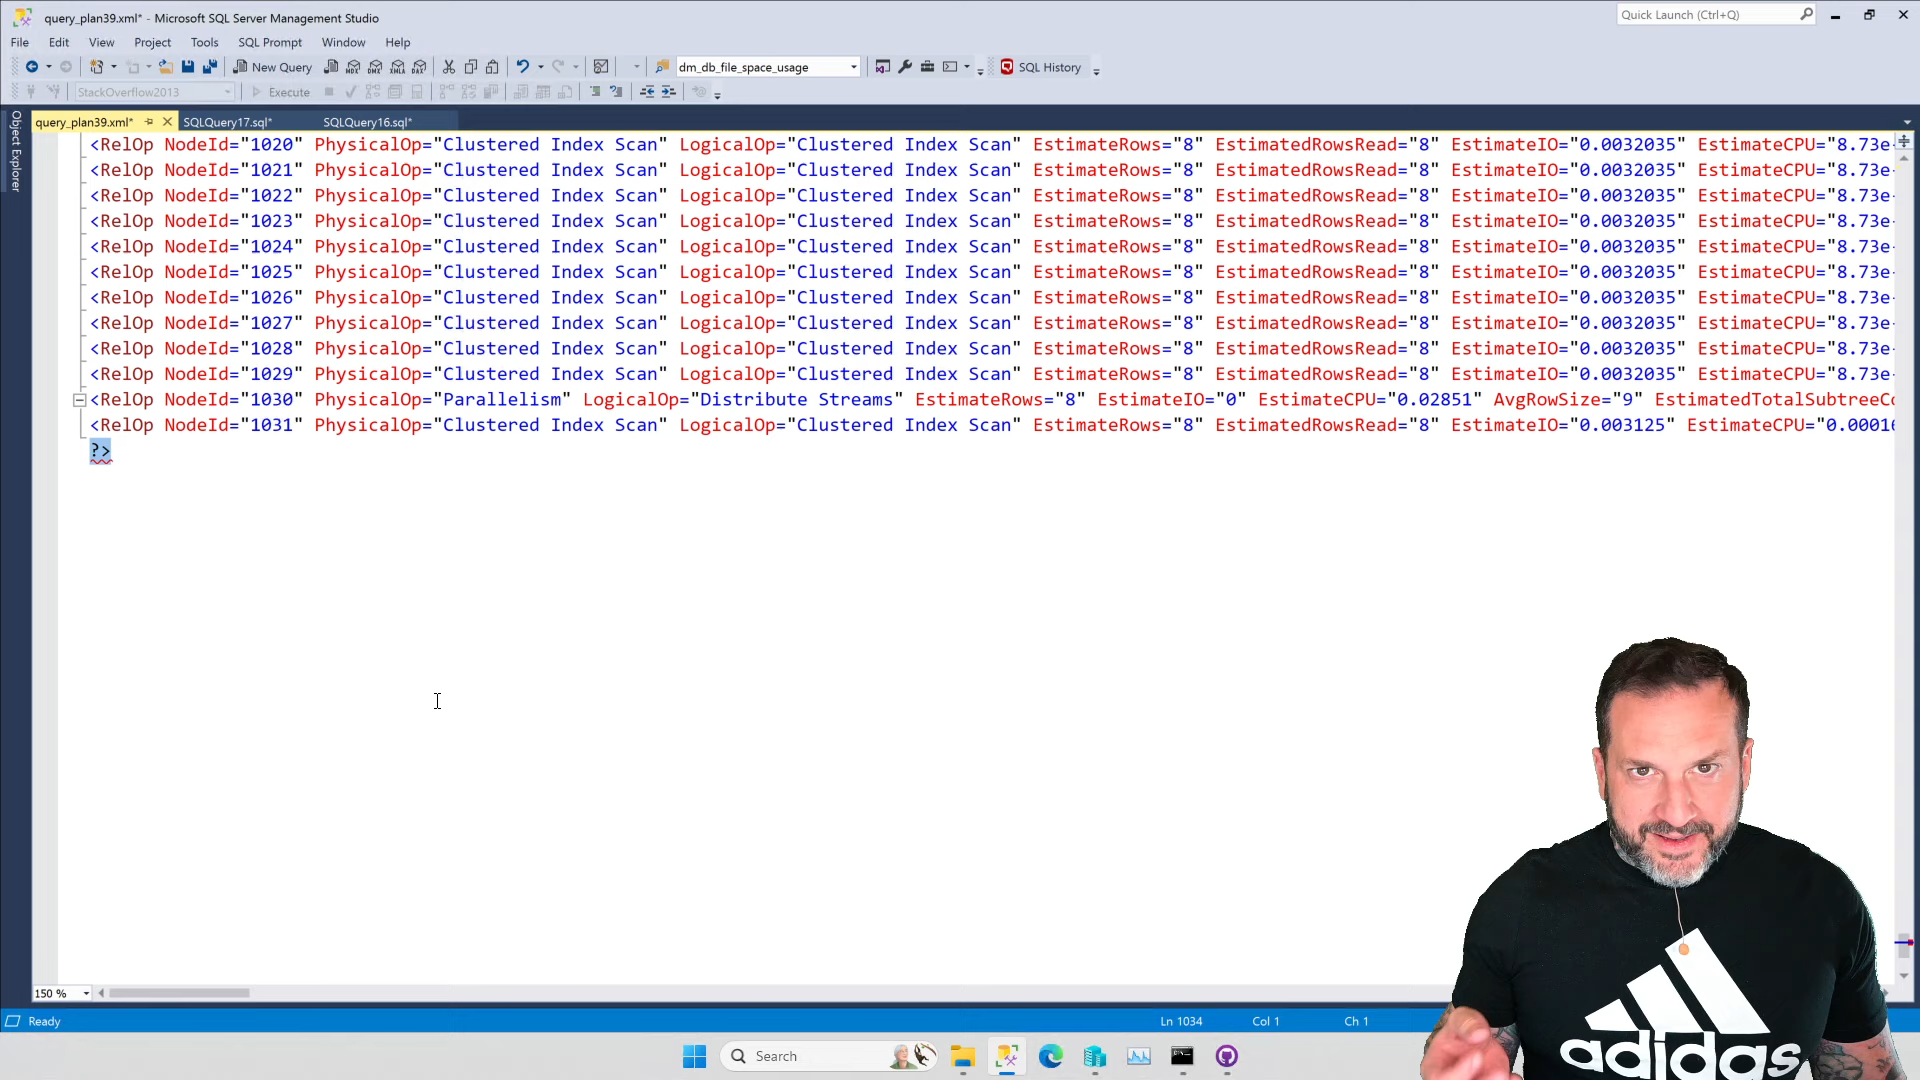 query_plan39.xml* - Microsoft SQL Server Management Studio
Quick Launch (Ctrl+Q)
File Edit View Project Tools SQL Prompt Window Help
New Query MDX DMX XMLA DAX dm_db_file_space_usage SQL History
StackOverflow2013 Execute
Object Explorer
query_plan39.xml* SQLQuery17.sql* SQLQuery16.sql*
<RelOp NodeId="1020" PhysicalOp="Clustered Index Scan" LogicalOp="Clustered Index Scan" EstimateRows="8" EstimatedRowsRead="8" EstimateIO="0.0032035" EstimateCPU="8.73e-
<RelOp NodeId="1021" PhysicalOp="Clustered Index Scan" LogicalOp="Clustered Index Scan" EstimateRows="8" EstimatedRowsRead="8" EstimateIO="0.0032035" EstimateCPU="8.73e-
<RelOp NodeId="1022" PhysicalOp="Clustered Index Scan" LogicalOp="Clustered Index Scan" EstimateRows="8" EstimatedRowsRead="8" EstimateIO="0.0032035" EstimateCPU="8.73e-
<RelOp NodeId="1023" PhysicalOp="Clustered Index Scan" LogicalOp="Clustered Index Scan" EstimateRows="8" EstimatedRowsRead="8" EstimateIO="0.0032035" EstimateCPU="8.73e-
<RelOp NodeId="1024" PhysicalOp="Clustered Index Scan" LogicalOp="Clustered Index Scan" EstimateRows="8" EstimatedRowsRead="8" EstimateIO="0.0032035" EstimateCPU="8.73e-
<RelOp NodeId="1025" PhysicalOp="Clustered Index Scan" LogicalOp="Clustered Index Scan" EstimateRows="8" EstimatedRowsRead="8" EstimateIO="0.0032035" EstimateCPU="8.73e-
<RelOp NodeId="1026" PhysicalOp="Clustered Index Scan" LogicalOp="Clustered Index Scan" EstimateRows="8" EstimatedRowsRead="8" EstimateIO="0.0032035" EstimateCPU="8.73e-
<RelOp NodeId="1027" PhysicalOp="Clustered Index Scan" LogicalOp="Clustered Index Scan" EstimateRows="8" EstimatedRowsRead="8" EstimateIO="0.0032035" EstimateCPU="8.73e-
<RelOp NodeId="1028" PhysicalOp="Clustered Index Scan" LogicalOp="Clustered Index Scan" EstimateRows="8" EstimatedRowsRead="8" EstimateIO="0.0032035" EstimateCPU="8.73e-
<RelOp NodeId="1029" PhysicalOp="Clustered Index Scan" LogicalOp="Clustered Index Scan" EstimateRows="8" EstimatedRowsRead="8" EstimateIO="0.0032035" EstimateCPU="8.73e-
<RelOp NodeId="1030" PhysicalOp="Parallelism" LogicalOp="Distribute Streams" EstimateRows="8" EstimateIO="0" EstimateCPU="0.02851" AvgRowSize="9" EstimatedTotalSubtreeCo
<RelOp NodeId="1031" PhysicalOp="Clustered Index Scan" LogicalOp="Clustered Index Scan" EstimateRows="8" EstimatedRowsRead="8" EstimateIO="0.003125" EstimateCPU="0.00016
?>
adidas
150 %
Ready Ln 1034 Col 1 Ch 1
Search